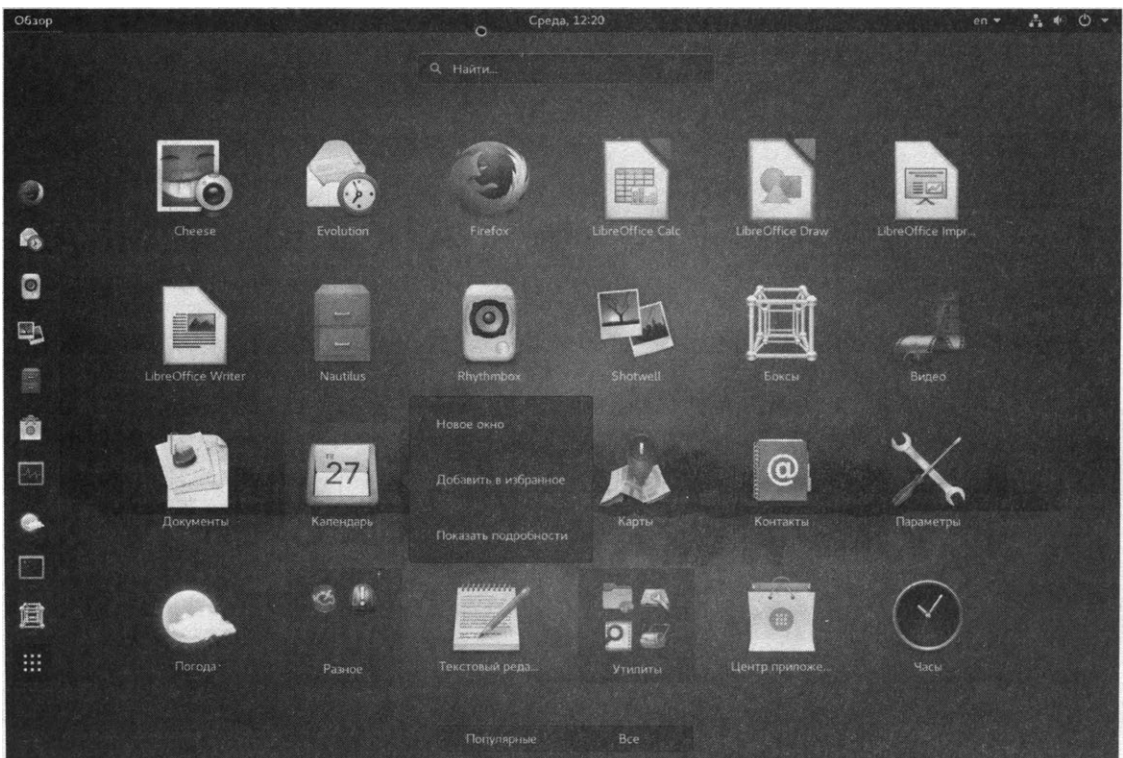 Обзор
Среда, 12:20
en
Найти...
Cheese
Evolution
Firefox
LibreOffice Calc
LibreOffice Draw
LibreOffice Impr...
LibreOffice Writer
Nautilus
Rhythmbox
Shotwell
Боксы
Видео
Новое окно
Добавить в избранное
Показать подробности
27
Документы
Календарь
Карты
Контакты
Параметры
Погода
Разное
Текстовый реда...
Утилиты
Центр приложе...
Часы
Популярные
Все